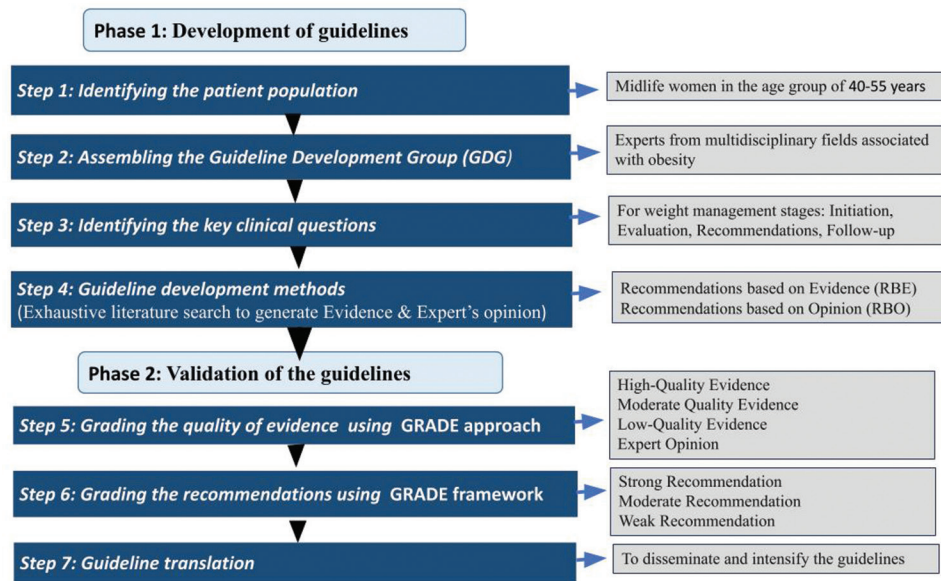 Phase 1: Development of guidelines
Step 1: Identifying the patient population
Midlife women in the age group of 40-55 years
Step 2: Assembling the Guideline Development Group (GDG)
Experts from multidisciplinary fields associated
with obesity
Step 3: Identifying the key clinical questions
For weight management stages: Initiation,
Evaluation, Recommendations, Follow-up
Step 4: Guideline development methods
(Exhaustive literature search to generate Evidence & Expert's opinion)
Recommendations based on Evidence (RBE)
Recommendations based on Opinion (RBO)
Phase 2: Validation of the guidelines
Step 5: Grading the quality of evidence using GRADE approach
High-Quality Evidence
Moderate Quality Evidence
Low-Quality Evidence
Expert Opinion
Step 6: Grading the recommendations using GRADE framework
Strong Recommendation
Moderate Recommendation
Weak Recommendation
Step 7: Guideline translation
To disseminate and intensify the guidelines